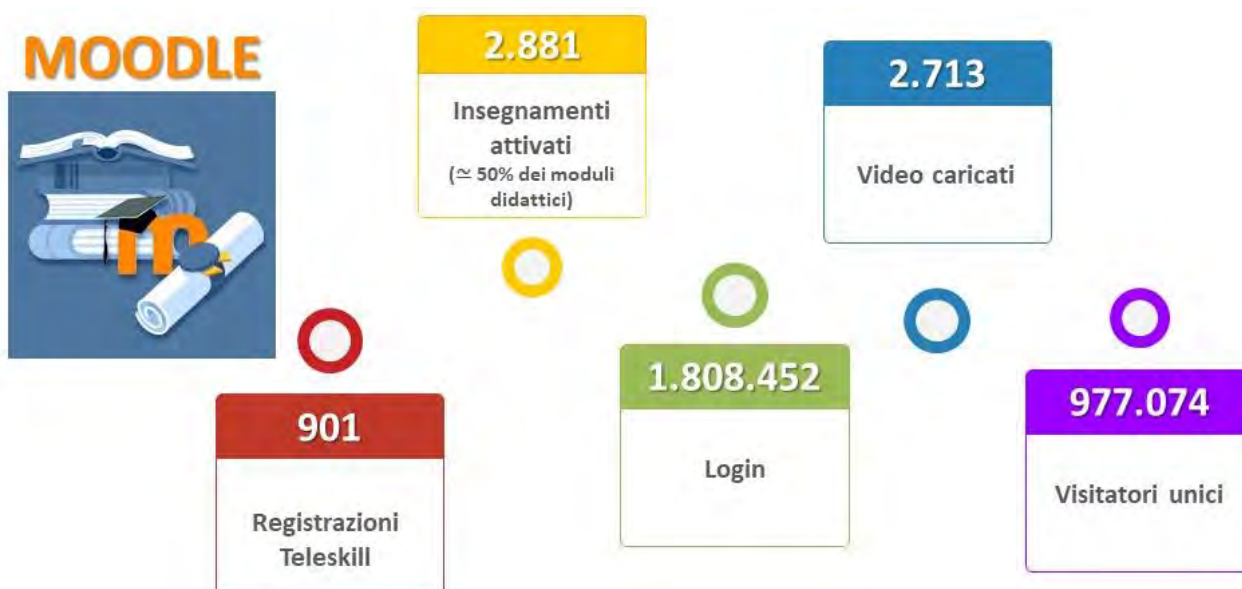 MOODLE
901
Registrazioni
Teleskill
2.881
Insegnamenti
attivati
(≃ 50% dei moduli
didattici)
1.808.452
Login
2.713
Video caricati
977.074
Visitatori unici